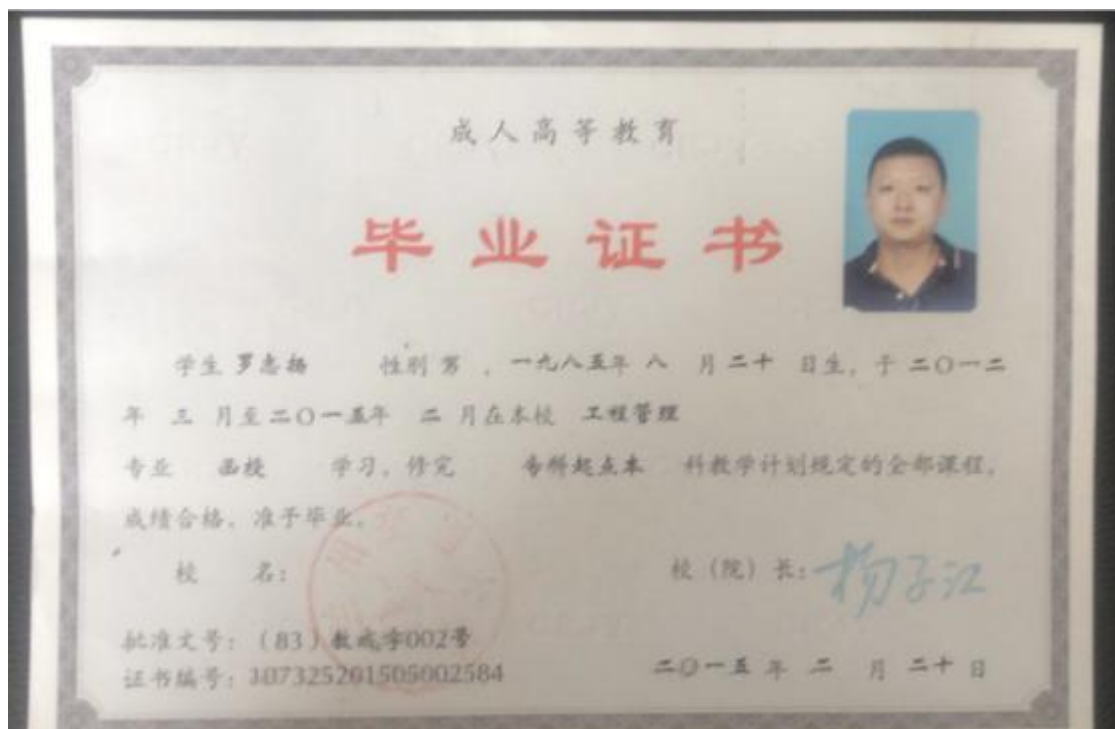 成人高等教育
毕业证书
学生 罗志杨 性别 男 ，一九八五年 八 月 二十 日生，于 二〇一二
年 三 月至 二〇一五年 二 月在本校 工程管理
专业 函授 学习，修完 专科起点本 科教学计划规定的全部课程，
成绩合格，准予毕业。
校 名： 校（院）长：杨子江
批准文号：（83）教成字002号
证书编号：107325201505002584 二〇一五 年 二 月 二十 日